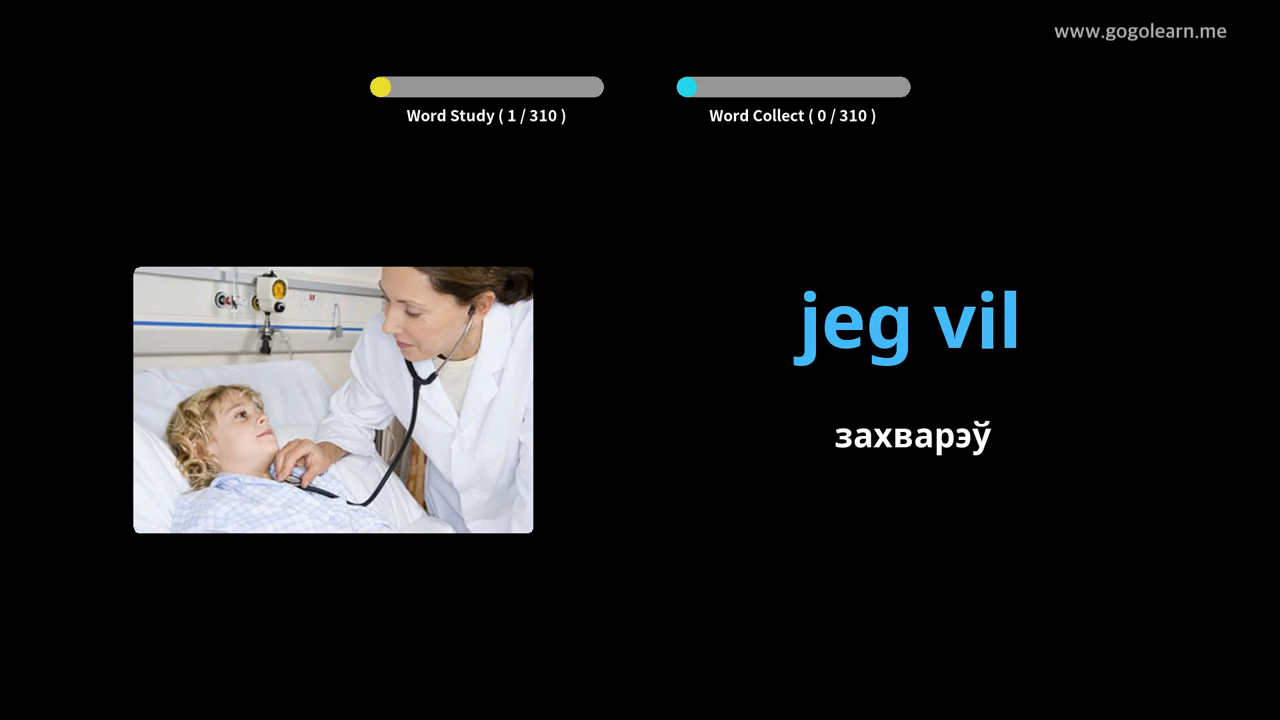 www.gogolearn.me
Word Study ( 1 / 310 )
Word Collect ( 0 / 310 )
jeg vil
захварэў